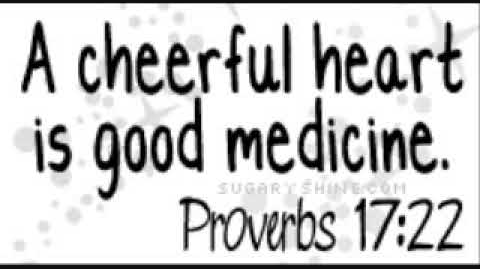 A cheerful heart
is good medicine.
SUGARYSHINE.COM
Proverbs 17:22